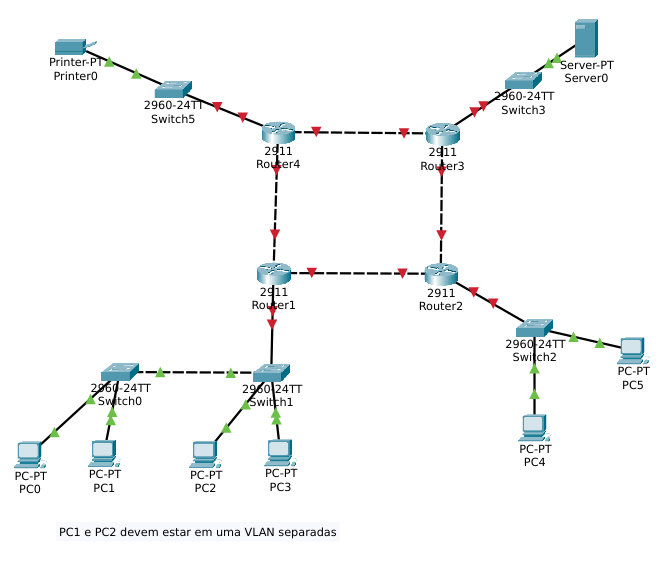 Printer-PT
Printer0
Server-PT
Server0
2960-24TT
Switch5
2960-24TT
Switch3
2911
Router4
2911
Router3
2911
Router1
2911
Router2
2960-24TT
Switch2
PC-PT
PC5
2960-24TT
Switch0
2960-24TT
Switch1
PC-PT
PC4
PC-PT
PC0
PC-PT
PC1
PC-PT
PC2
PC-PT
PC3
PC1 e PC2 devem estar em uma VLAN separadas